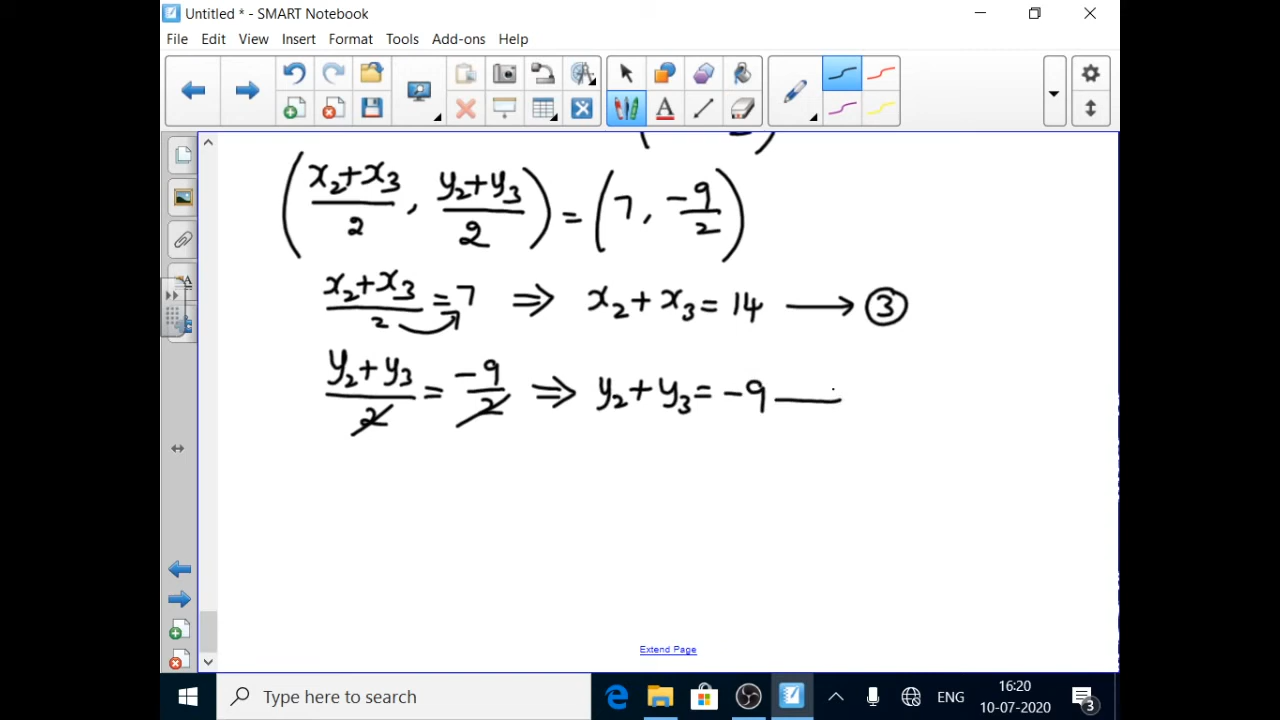 Untitled * - SMART Notebook
File Edit View Insert Format Tools Add-ons Help
(x₂+x₃/2, y₂+y₃/2) = (7, -9/2)
x₂+x₃/2 = 7 ⇒ x₂ + x₃ = 14 ⟶ ③
y₂+y₃/2 = -9/2 ⇒ y₂ + y₃ = -9 —
Extend Page
Type here to search
ENG
16:20
10-07-2020
3